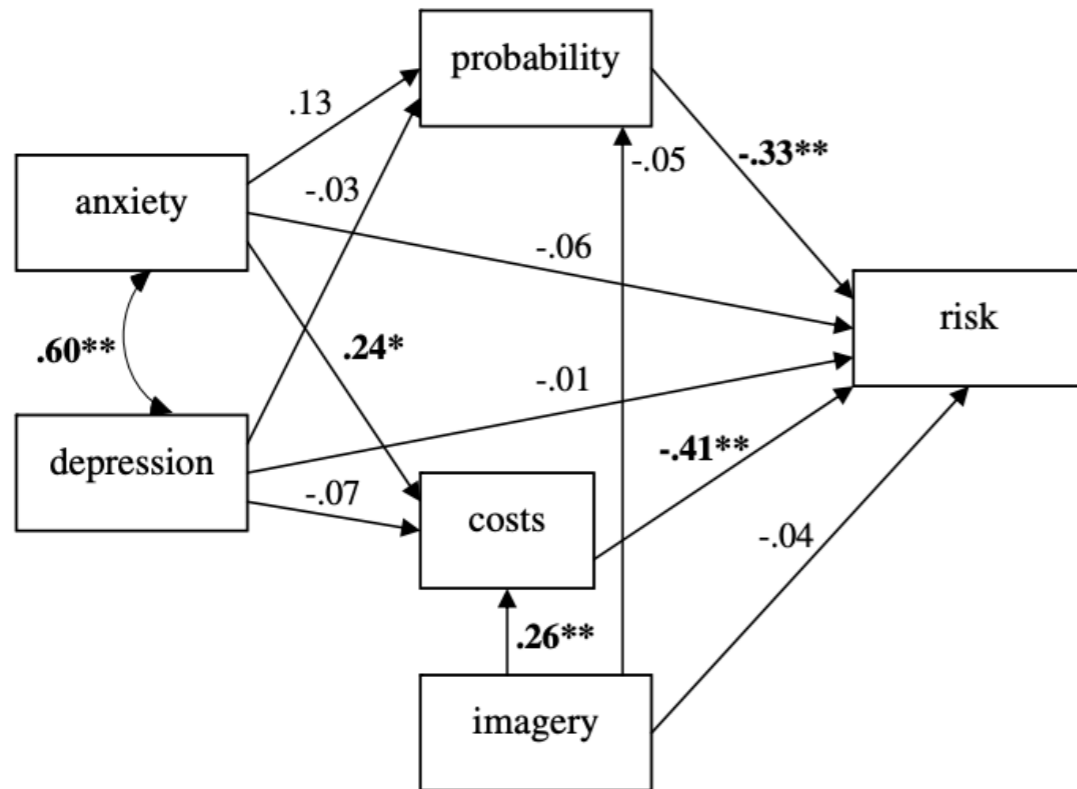 probability
.13
-.05
-.33**
anxiety
-.03
-.06
risk
.60**
.24*
-.01
depression
-.41**
-.07
costs
-.04
.26**
imagery